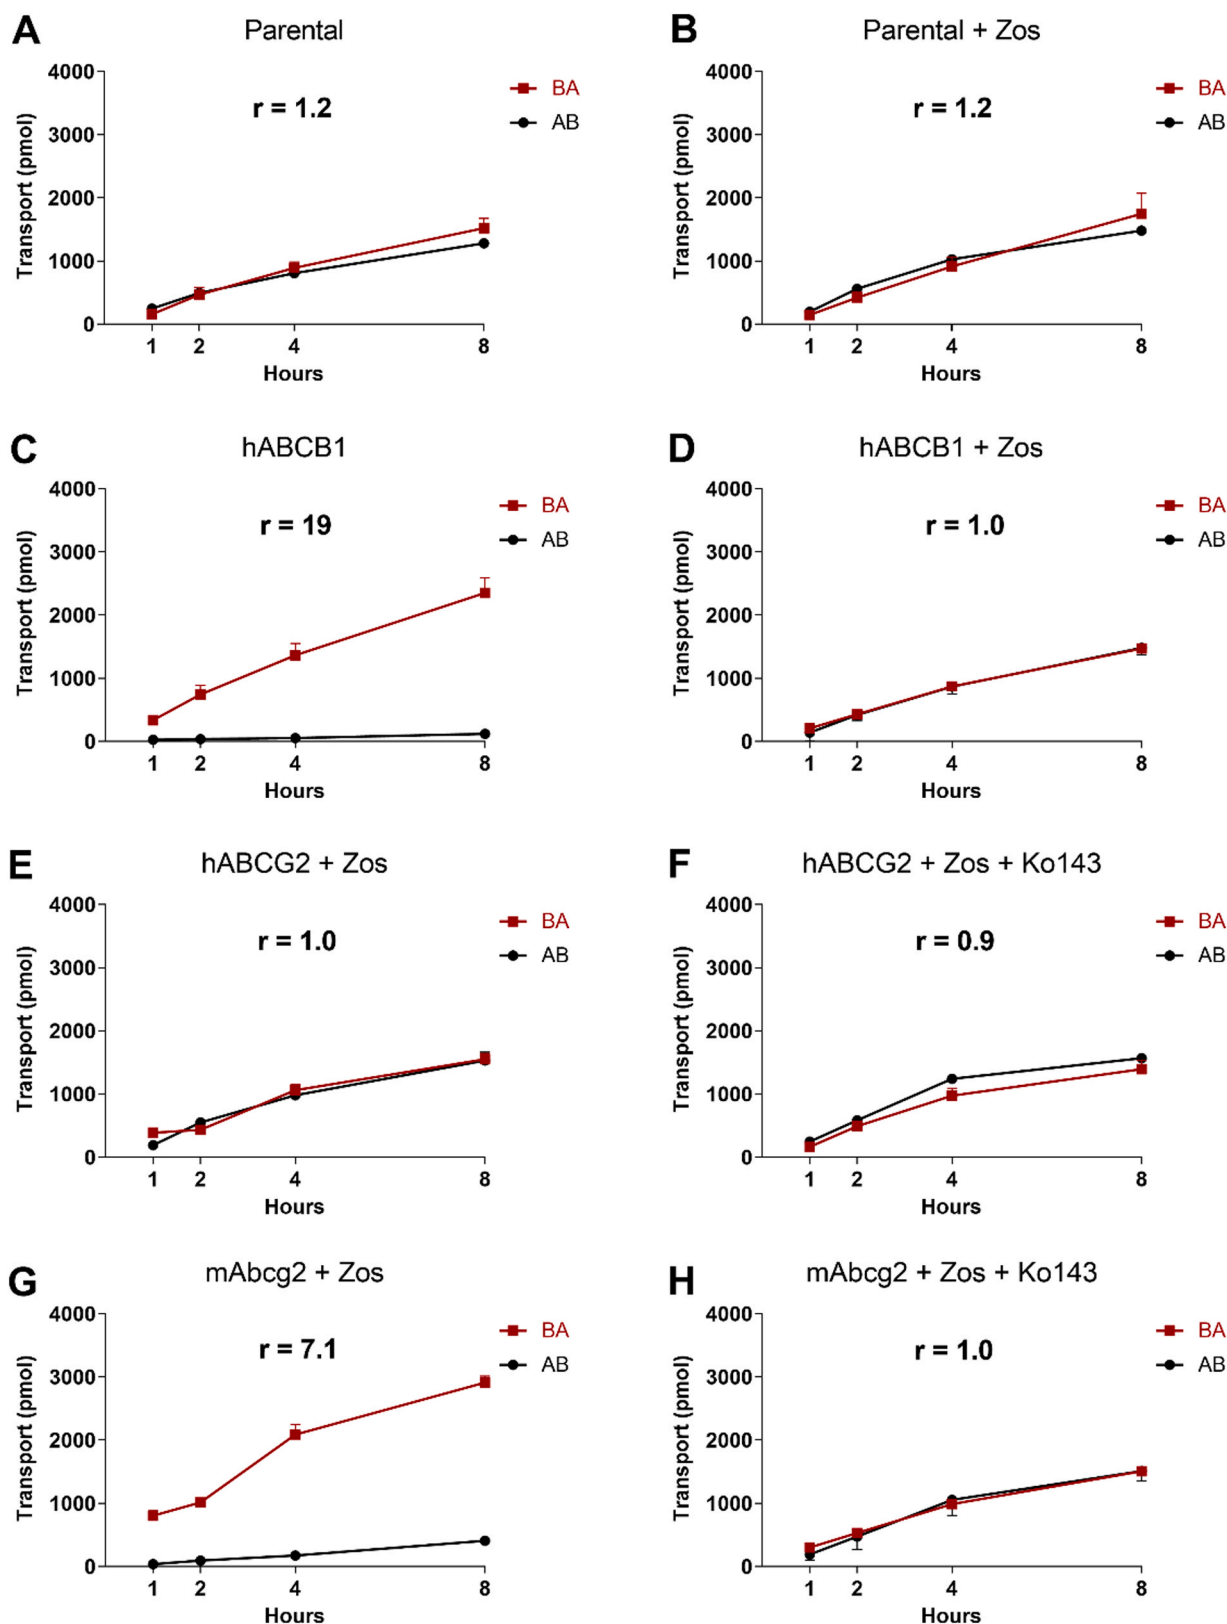 A
Parental
4000
3000
2000
1000
0
Transport (pmol)
r = 1.2
BA
AB
1 2 4 8
Hours
B
Parental + Zos
4000
3000
2000
1000
0
Transport (pmol)
r = 1.2
BA
AB
1 2 4 8
Hours
C
hABCB1
4000
3000
2000
1000
0
Transport (pmol)
r = 19
BA
AB
1 2 4 8
Hours
D
hABCB1 + Zos
4000
3000
2000
1000
0
Transport (pmol)
r = 1.0
BA
AB
1 2 4 8
Hours
E
hABCG2 + Zos
4000
3000
2000
1000
0
Transport (pmol)
r = 1.0
BA
AB
1 2 4 8
Hours
F
hABCG2 + Zos + Ko143
4000
3000
2000
1000
0
Transport (pmol)
r = 0.9
BA
AB
1 2 4 8
Hours
G
mAbcg2 + Zos
4000
3000
2000
1000
0
Transport (pmol)
r = 7.1
BA
AB
1 2 4 8
Hours
H
mAbcg2 + Zos + Ko143
4000
3000
2000
1000
0
Transport (pmol)
r = 1.0
BA
AB
1 2 4 8
Hours